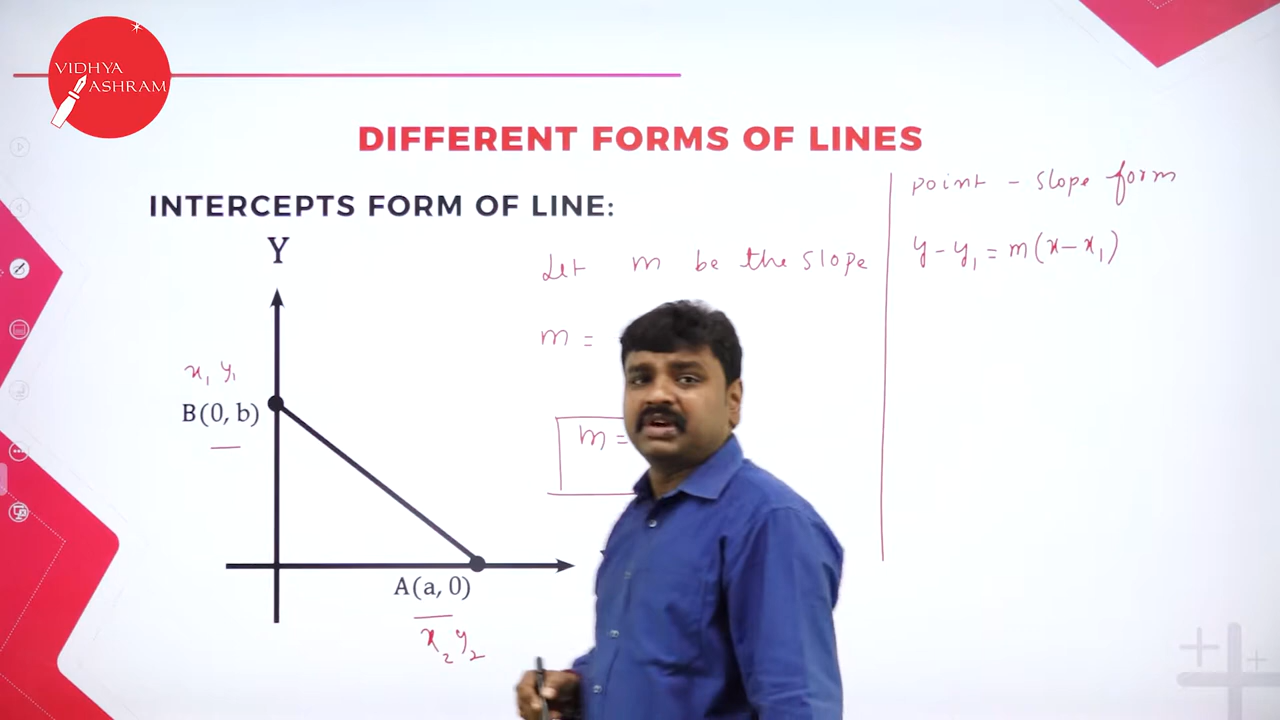 VIDHYA
ASHRAM
DIFFERENT FORMS OF LINES
INTERCEPTS FORM OF LINE:
Y
x₁ y₁
B(0, b)
A(a, 0)
x₂ y₂
Let m be the slope
m =
m =
point - slope form
y - y₁ = m(x - x₁)